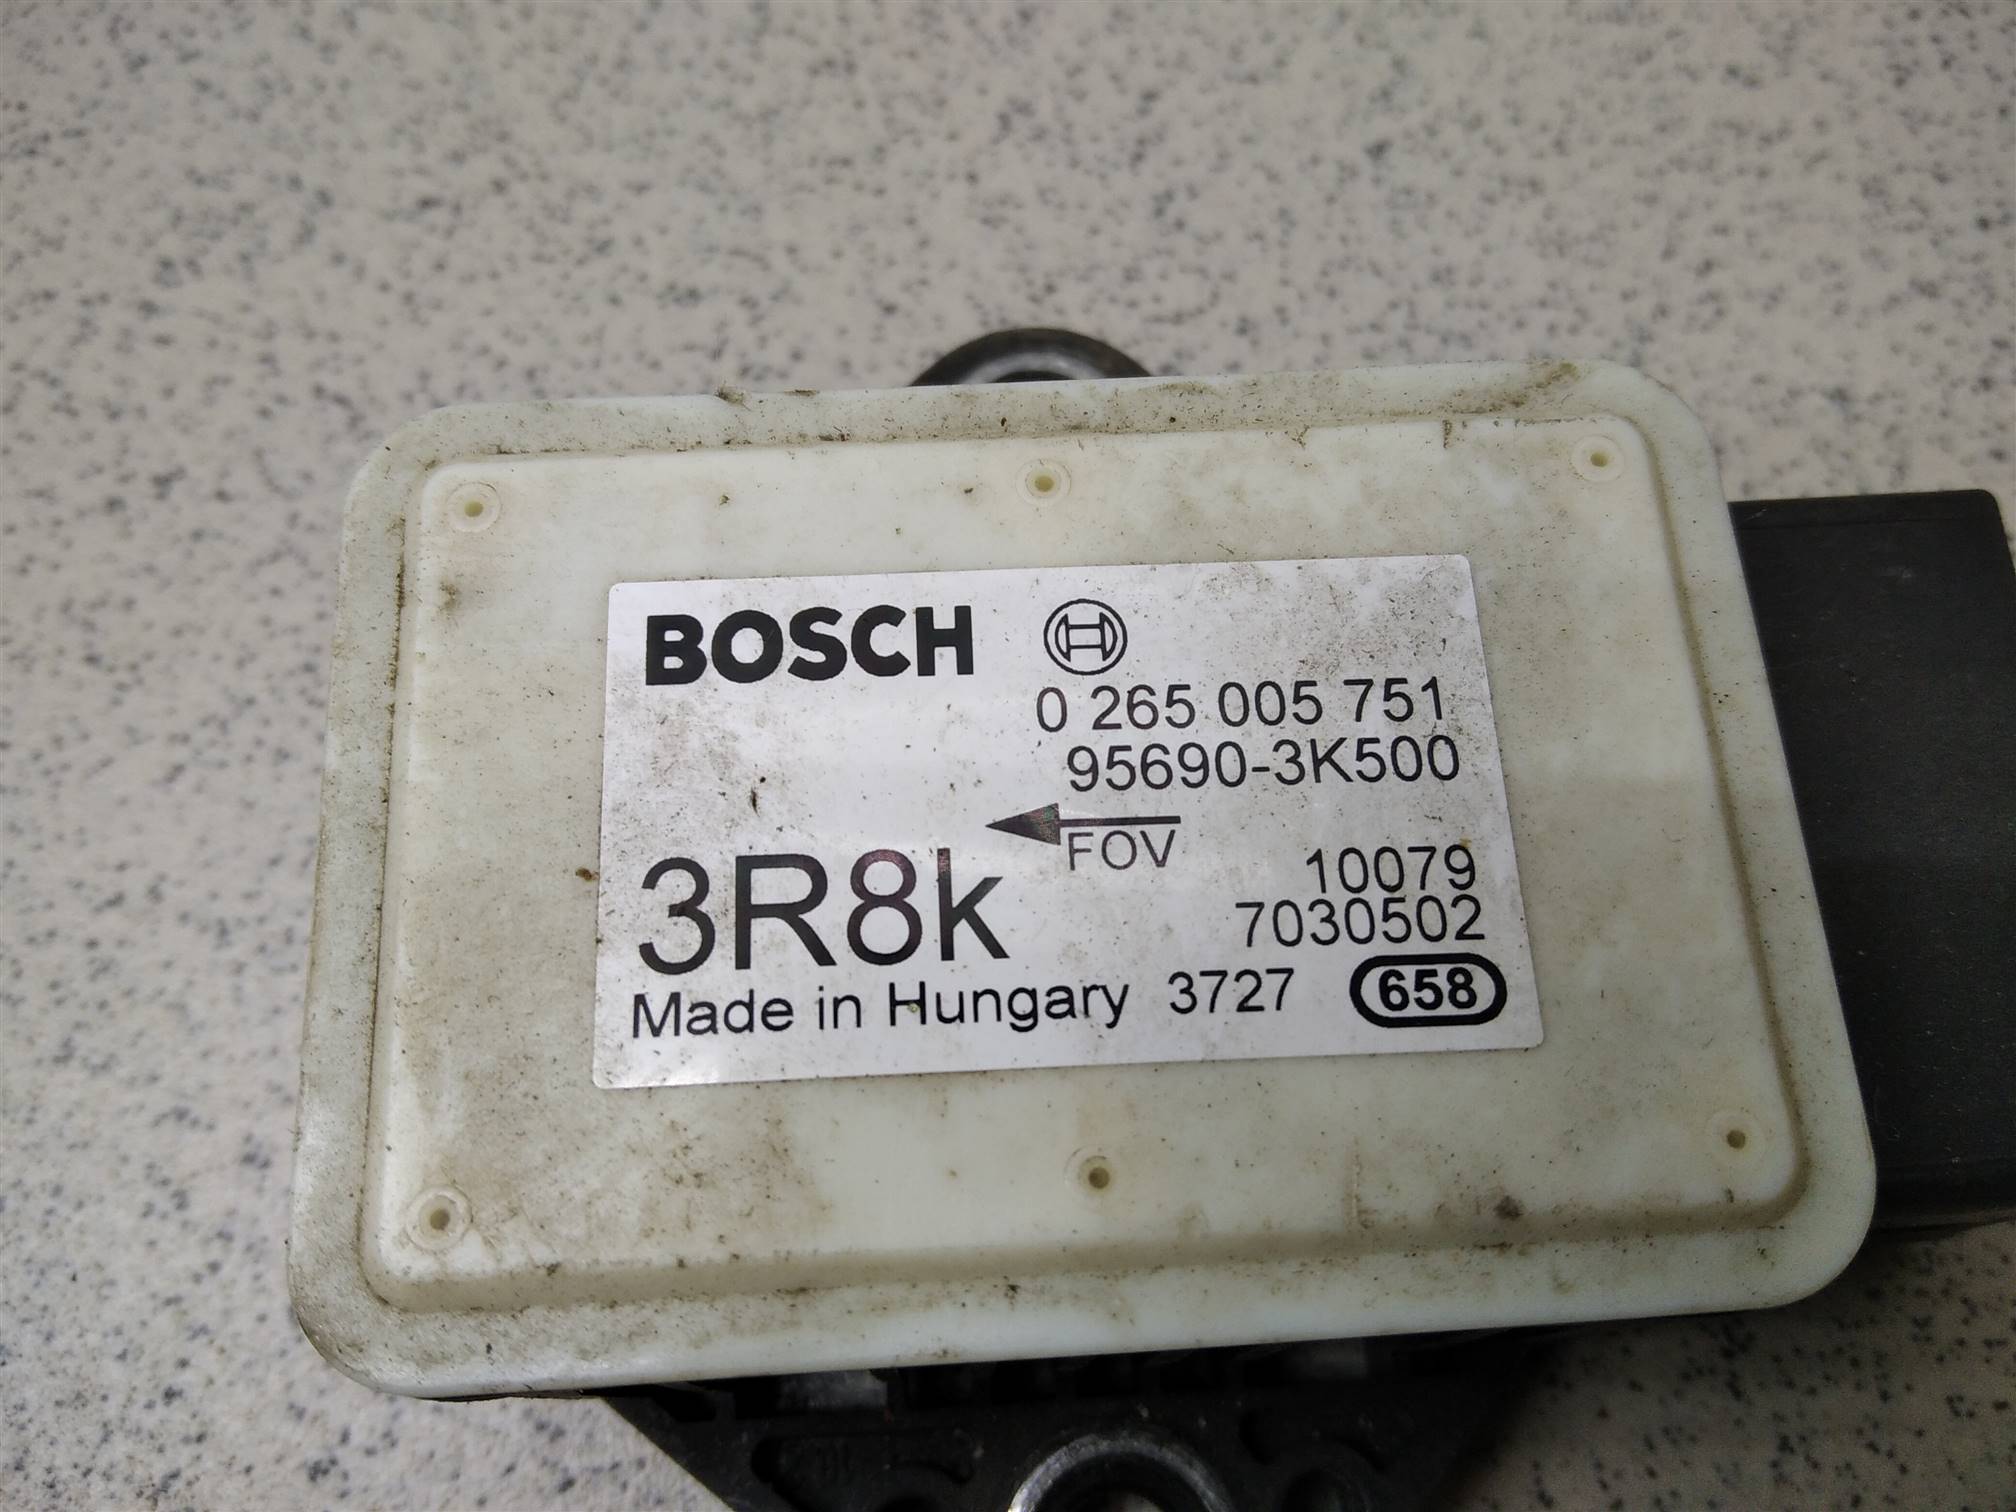 BOSCH
0 265 005 751
95690-3K500
FOV
3R8k
10079
7030502
Made in Hungary 3727 658